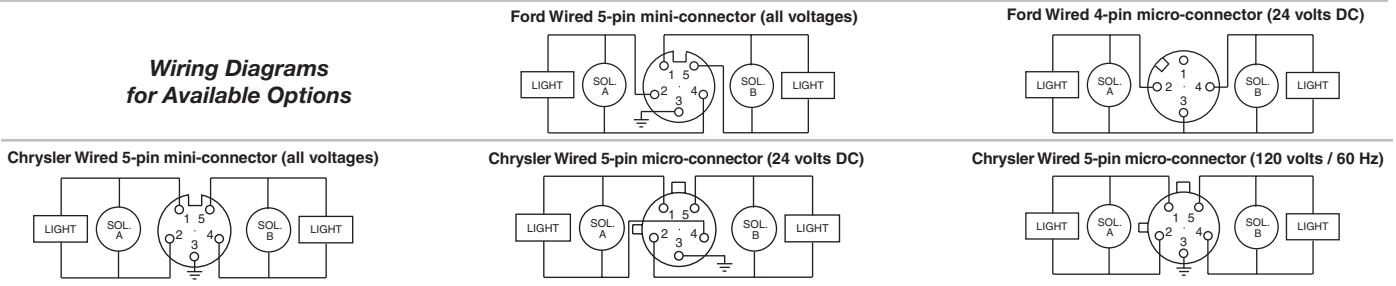 Ford Wired 5-pin mini-connector (all voltages)
Ford Wired 4-pin micro-connector (24 volts DC)
Wiring Diagrams
for Available Options
LIGHT
SOL.
A
1 5
2 4
3
SOL.
B
LIGHT
LIGHT
SOL.
A
1
2 4
3
SOL.
B
LIGHT
Chrysler Wired 5-pin mini-connector (all voltages)
Chrysler Wired 5-pin micro-connector (24 volts DC)
Chrysler Wired 5-pin micro-connector (120 volts / 60 Hz)
LIGHT
SOL.
A
1 5
2 4
3
SOL.
B
LIGHT
LIGHT
SOL.
A
1 5
2 4
3
SOL.
B
LIGHT
LIGHT
SOL.
A
1 5
2 4
3
SOL.
B
LIGHT